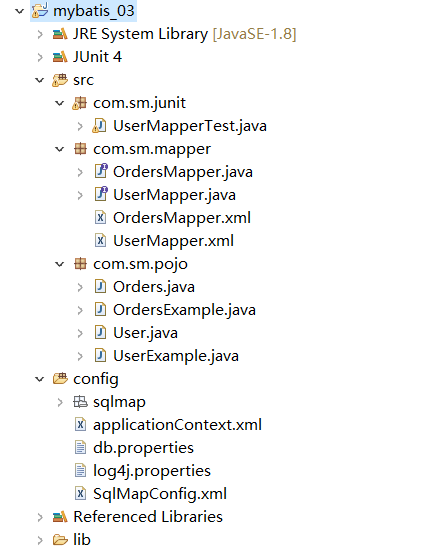 mybatis_03
JRE System Library [JavaSE-1.8]
JUnit 4
src
com.sm.junit
UserMapperTest.java
com.sm.mapper
OrdersMapper.java
UserMapper.java
OrdersMapper.xml
UserMapper.xml
com.sm.pojo
Orders.java
OrdersExample.java
User.java
UserExample.java
config
sqlmap
applicationContext.xml
db.properties
log4j.properties
SqlMapConfig.xml
Referenced Libraries
lib